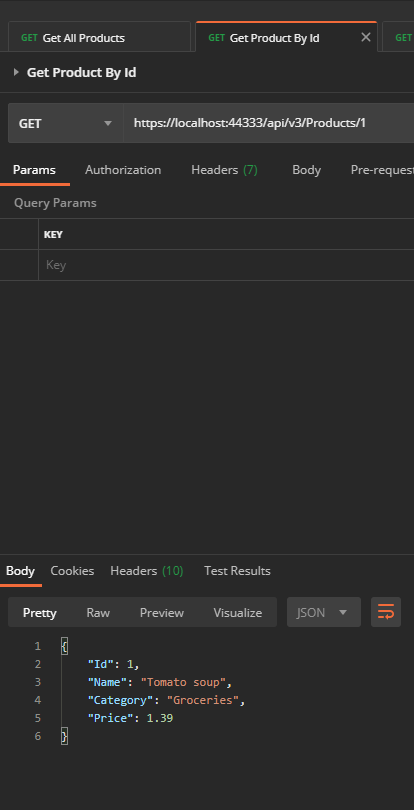 GET Get All Products GET Get Product By Id GET
Get Product By Id
GET https://localhost:44333/api/v3/Products/1
Params Authorization Headers (7) Body Pre-request
Query Params
KEY
Key
Body Cookies Headers (10) Test Results
Pretty Raw Preview Visualize JSON
1 {
2 "Id": 1,
3 "Name": "Tomato soup",
4 "Category": "Groceries",
5 "Price": 1.39
6 }